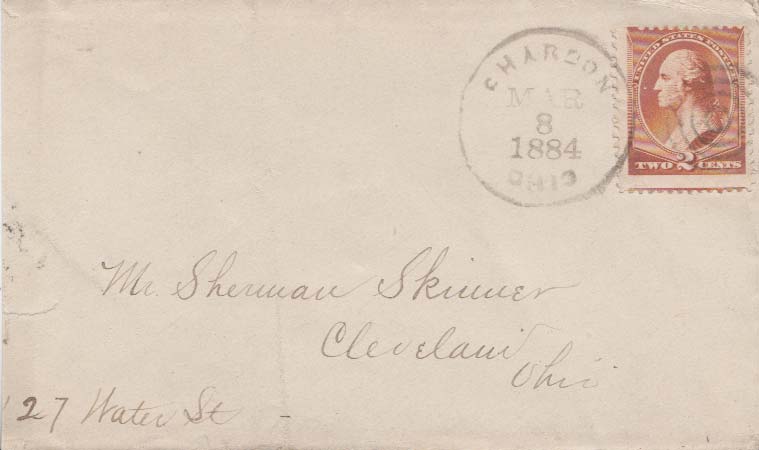 CHARDON
MAR
8
1884
OHIO
UNITED STATES POSTAGE
TWO 2 CENTS
Mr. Sherman Skinner
Cleveland
Ohio
127 Water St